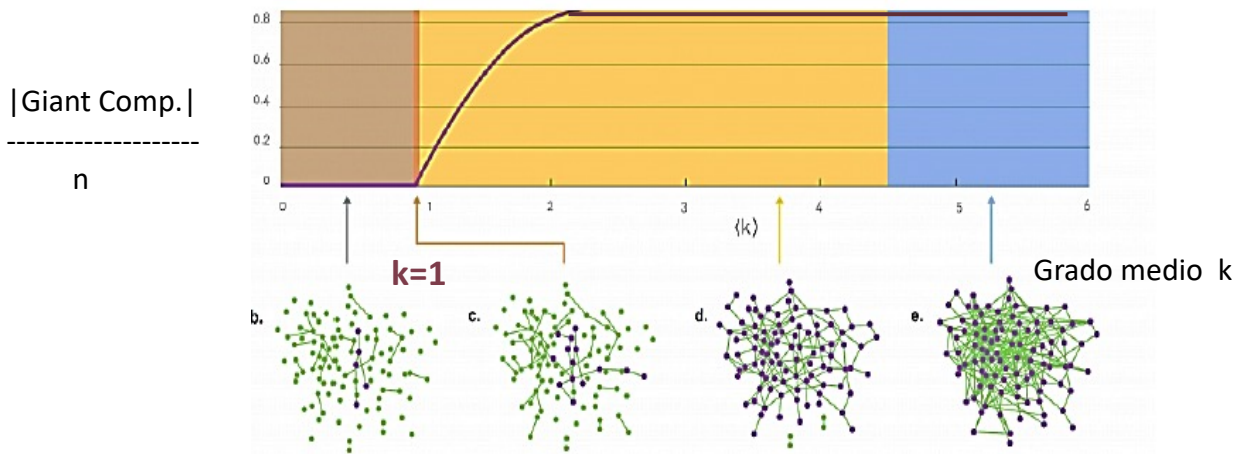 |Giant Comp.|
--------------------
n
0.8
0.6
0.4
0.2
0
0 1 2 3 4 5 6
⟨k⟩
k=1
Grado medio k
b. c. d. e.